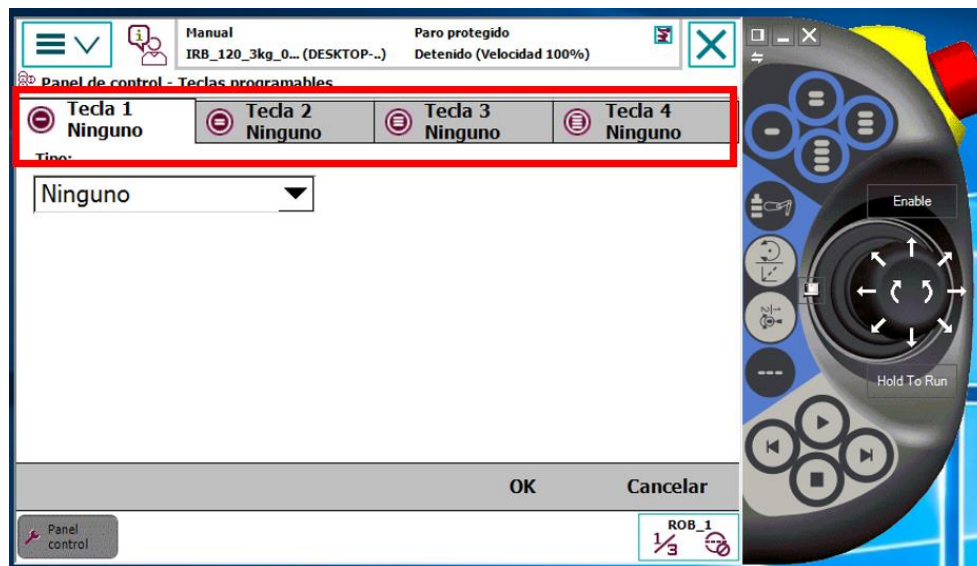 Manual
IRB_120_3kg_0... (DESKTOP-..)
Paro protegido
Detenido (Velocidad 100%)
Panel de control - Teclas programables
Tecla 1
Ninguno
Tecla 2
Ninguno
Tecla 3
Ninguno
Tecla 4
Ninguno
Tipo:
Ninguno
OK
Cancelar
Panel
control
ROB_1
1/3
Enable
Hold To Run